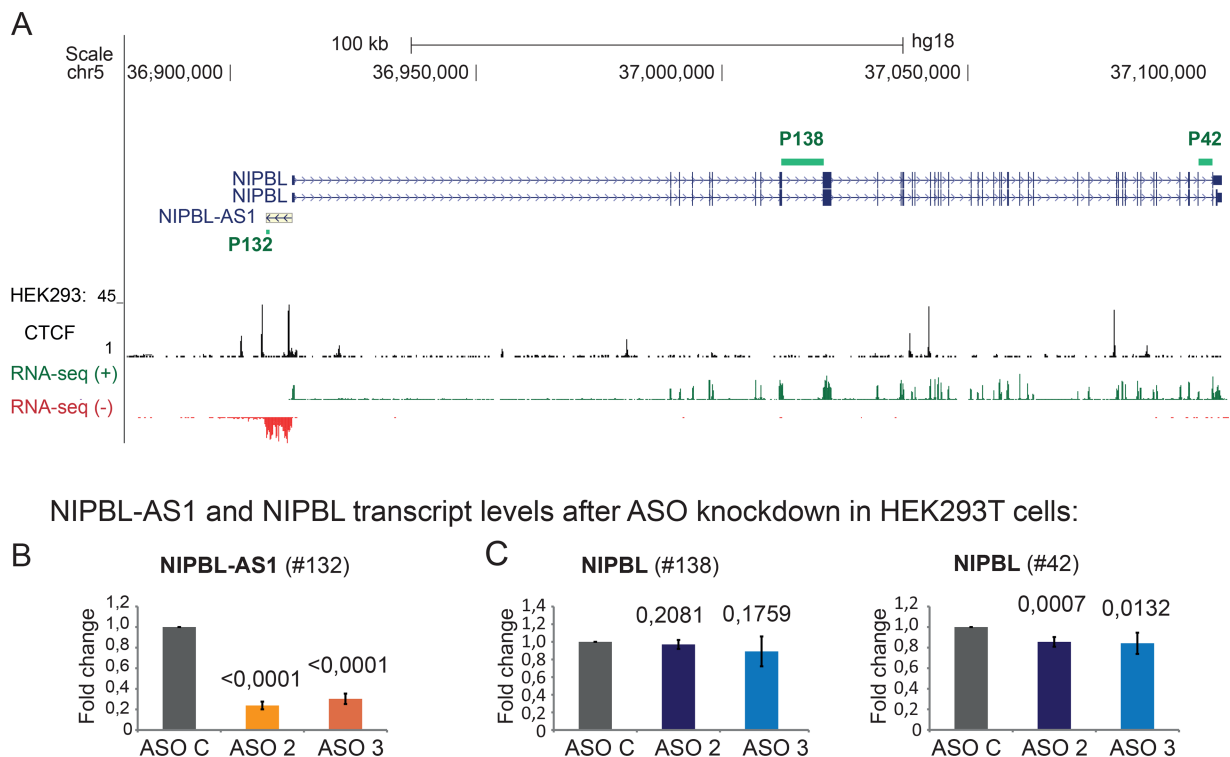 A
Scale
100 kb
hg18
chr5
36,900,000
36,950,000
37,000,000
37,050,000
37,100,000
P138
P42
NIPBL
NIPBL
NIPBL-AS1
P132
HEK293: 45
CTCF
1
RNA-seq (+)
RNA-seq (-)
NIPBL-AS1 and NIPBL transcript levels after ASO knockdown in HEK293T cells:
B
NIPBL-AS1 (#132)
Fold change
1,2
1,0
0,8
0,6
0,4
0,2
0
<0,0001
<0,0001
ASO C
ASO 2
ASO 3
C
NIPBL (#138)
Fold change
1,4
1,2
1,0
0,8
0,6
0,4
0,2
0
0,2081
0,1759
ASO C
ASO 2
ASO 3
NIPBL (#42)
Fold change
1,2
1,0
0,8
0,6
0,4
0,2
0
0,0007
0,0132
ASO C
ASO 2
ASO 3